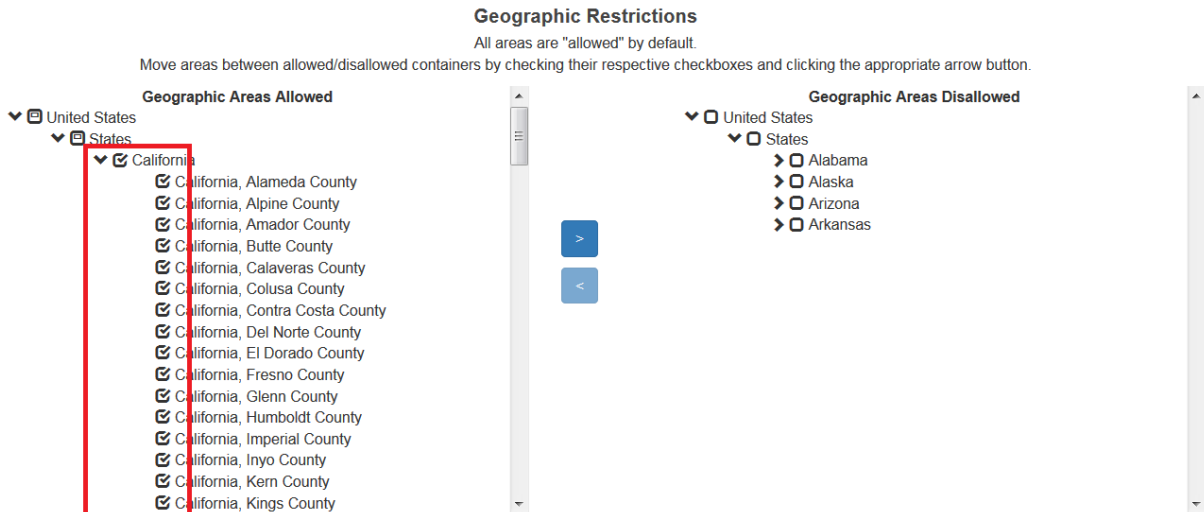 Geographic Restrictions
All areas are "allowed" by default.
Move areas between allowed/disallowed containers by checking their respective checkboxes and clicking the appropriate arrow button.
Geographic Areas Allowed
United States
States
California
California, Alameda County
California, Alpine County
California, Amador County
California, Butte County
California, Calaveras County
California, Colusa County
California, Contra Costa County
California, Del Norte County
California, El Dorado County
California, Fresno County
California, Glenn County
California, Humboldt County
California, Imperial County
California, Inyo County
California, Kern County
California, Kings County
>
<
Geographic Areas Disallowed
United States
States
Alabama
Alaska
Arizona
Arkansas